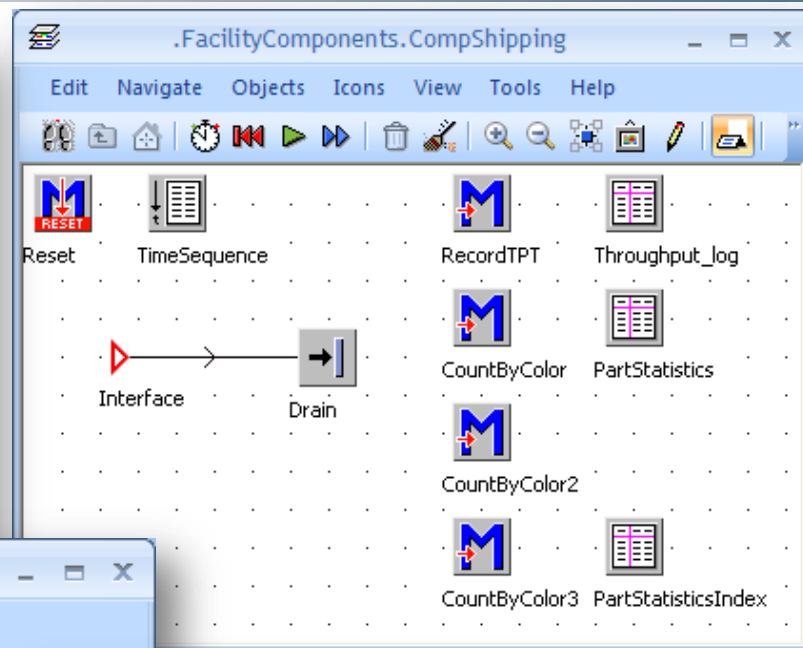 .FacilityComponents.CompShipping
Edit Navigate Objects Icons View Tools Help
RESET
Reset TimeSequence RecordTPT Throughput_log
Interface Drain CountByColor PartStatistics
CountByColor2
CountByColor3 PartStatisticsIndex